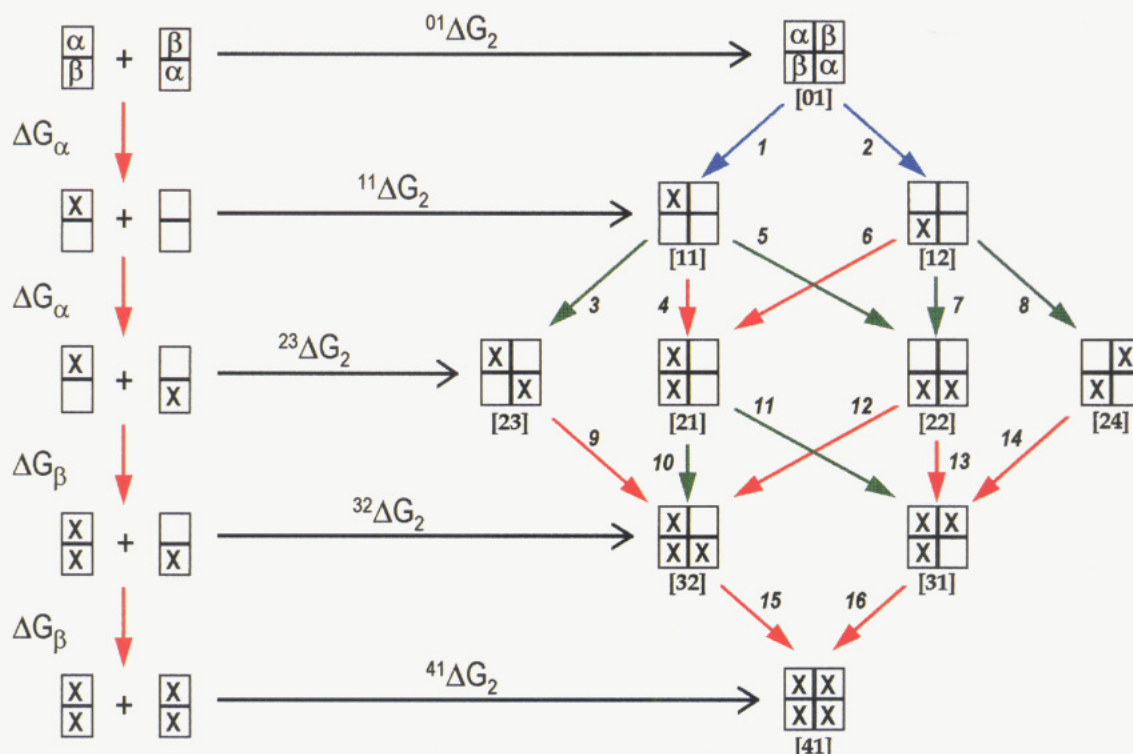 α + β ⁰¹ΔG₂ α β
β α β α
[01]
ΔGα 1 2
X + ¹¹ΔG₂ X
X
[11] 5 6 [12]
ΔGα 3 4 7 8
X + ²³ΔG₂ X X X
X X X X X X
[23] [21] 11 12 [22] [24]
ΔGβ 9 10 13 14
X + ³²ΔG₂ X X X
X X X X X
[32] [31]
ΔGβ 15 16
X + X ⁴¹ΔG₂ X X
X X X X
[41]